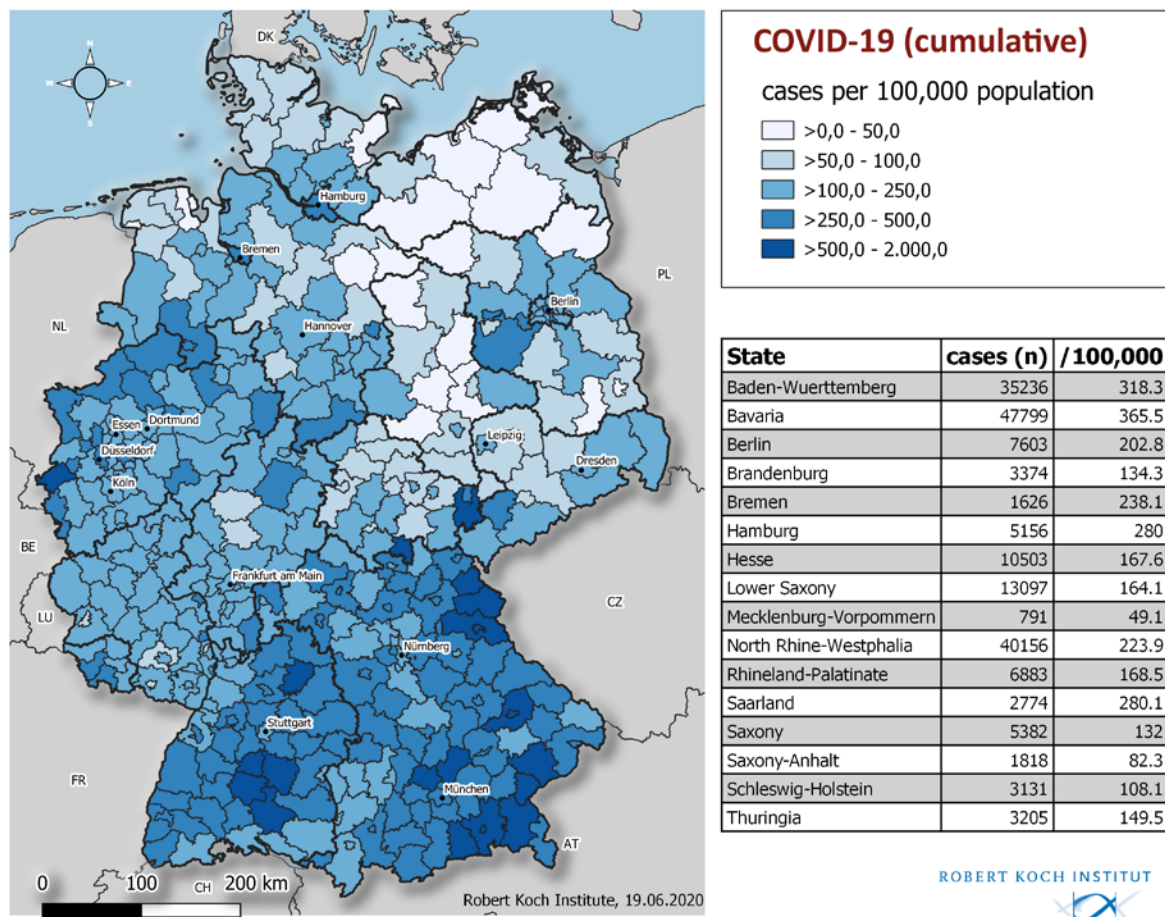 DK
N
W E
S
Hamburg
Bremen
PL
Berlin
NL
Hannover
Essen
Dortmund
Düsseldorf
Leipzig
Dresden
Köln
BE
Frankfurt am Main
LU
CZ
Nürnberg
Stuttgart
FR
München
AT
0 100 200 km
CH
Robert Koch Institute, 19.06.2020
COVID-19 (cumulative)
cases per 100,000 population
>0,0 - 50,0
>50,0 - 100,0
>100,0 - 250,0
>250,0 - 500,0
>500,0 - 2.000,0
State cases (n) /100,000
Baden-Wuerttemberg 35236 318.3
Bavaria 47799 365.5
Berlin 7603 202.8
Brandenburg 3374 134.3
Bremen 1626 238.1
Hamburg 5156 280
Hesse 10503 167.6
Lower Saxony 13097 164.1
Mecklenburg-Vorpommern 791 49.1
North Rhine-Westphalia 40156 223.9
Rhineland-Palatinate 6883 168.5
Saarland 2774 280.1
Saxony 5382 132
Saxony-Anhalt 1818 82.3
Schleswig-Holstein 3131 108.1
Thuringia 3205 149.5
ROBERT KOCH INSTITUT